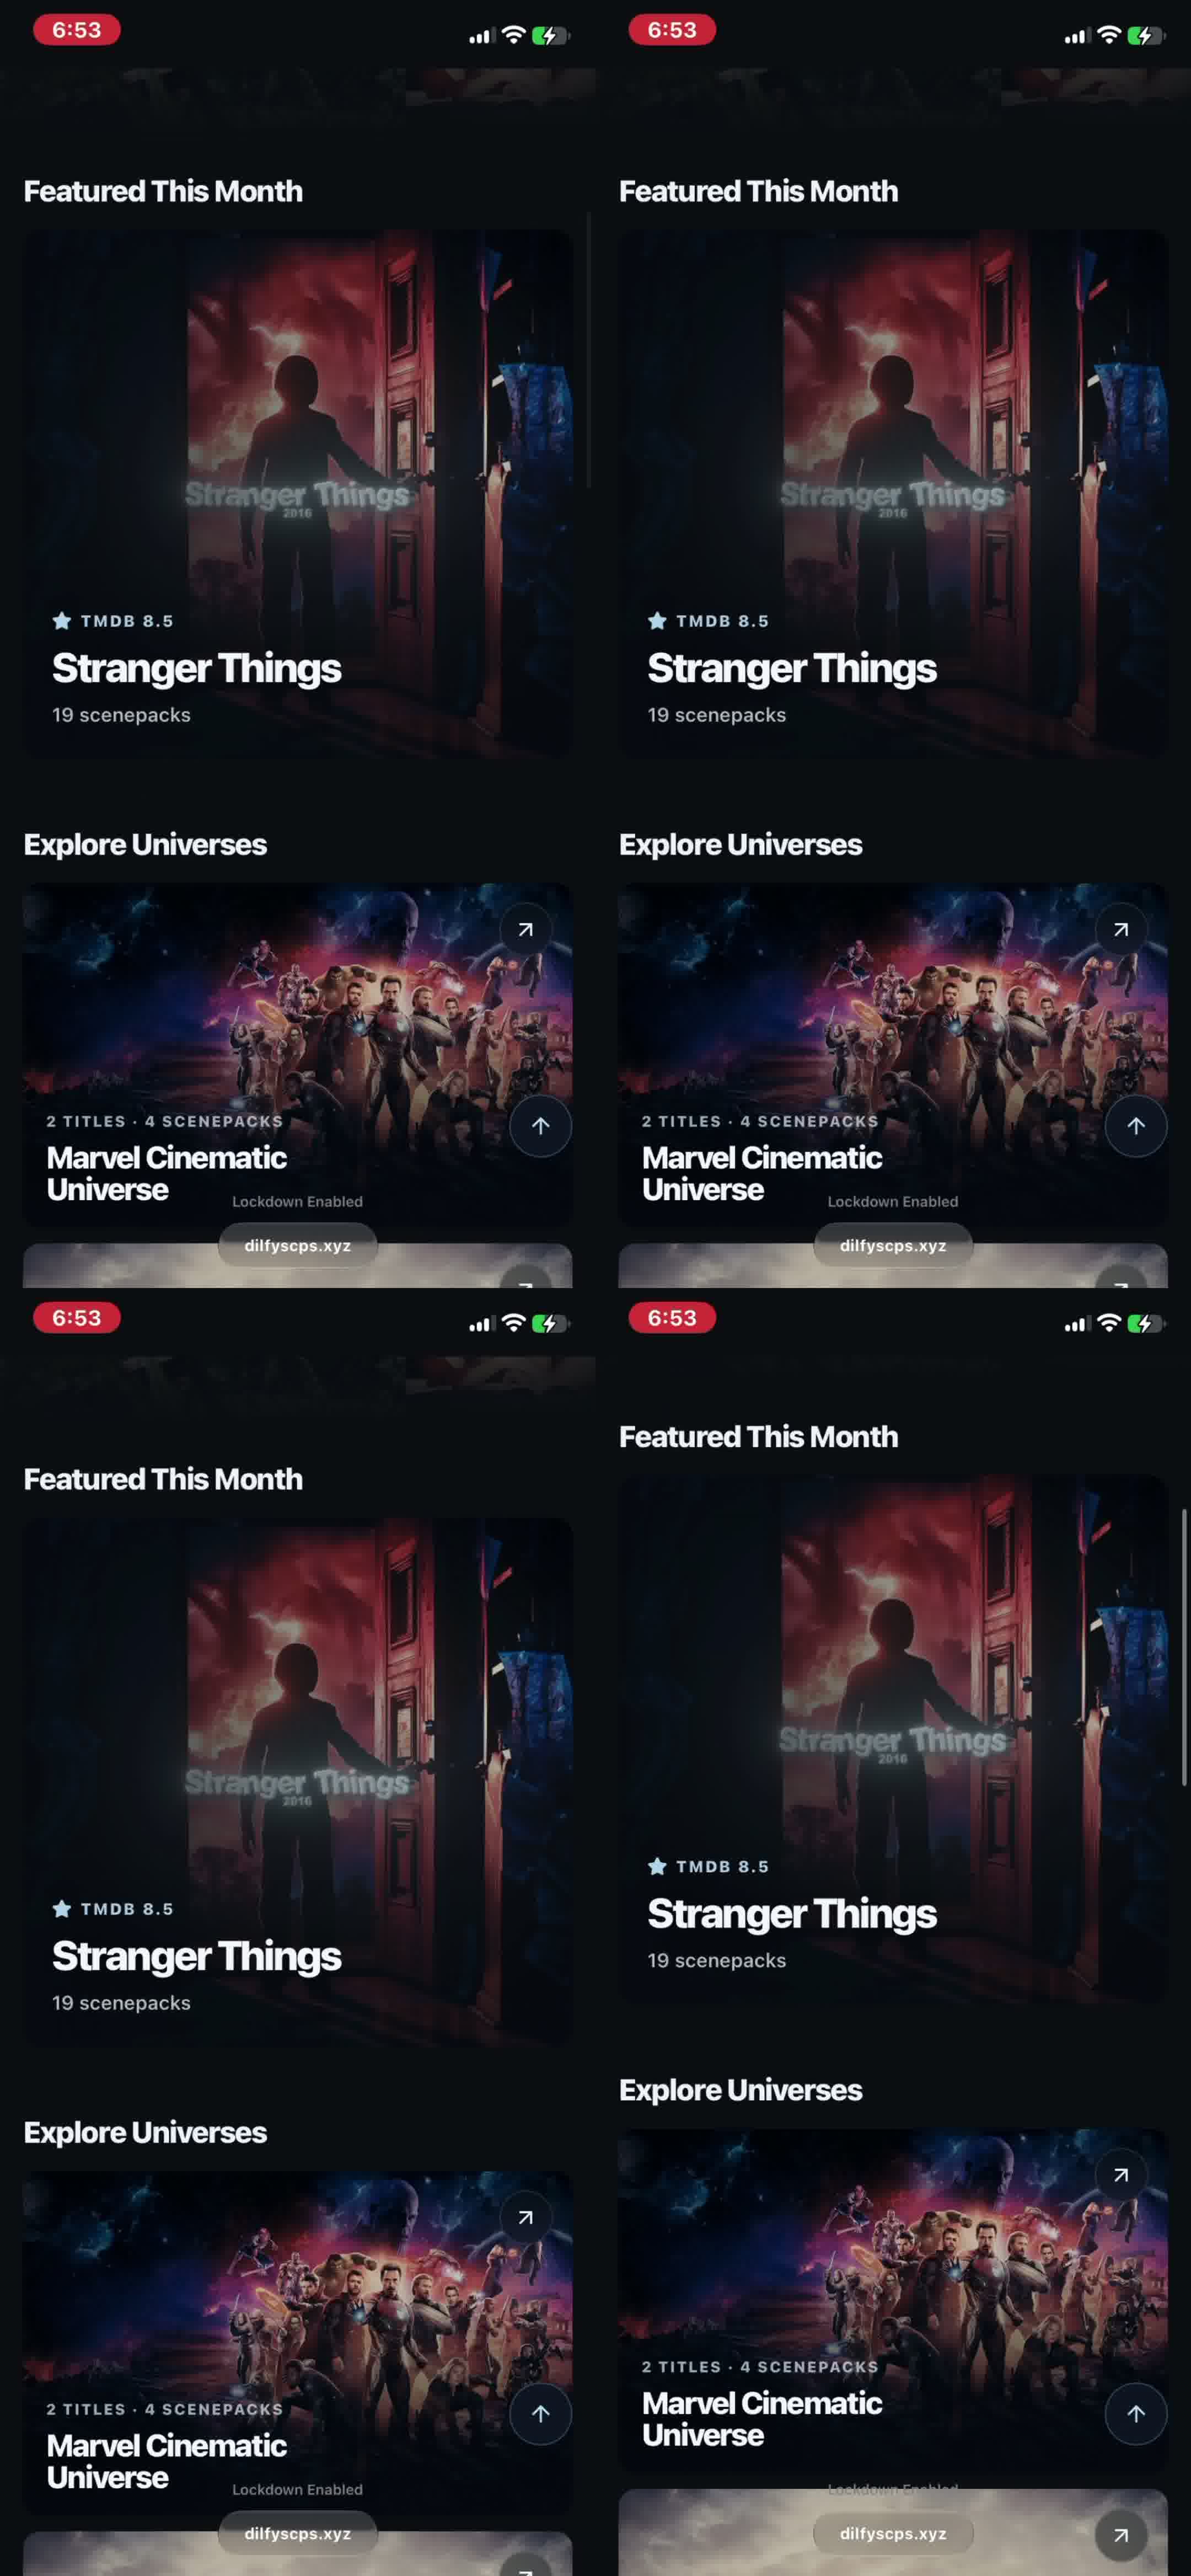 6:53
Featured This Month
Stranger Things
2016
TMDB 8.5
Stranger Things
19 scenepacks
Explore Universes
2 TITLES · 4 SCENEPACKS
Marvel Cinematic
Universe
Lockdown Enabled
dilfyscps.xyz
6:53
Featured This Month
Stranger Things
2016
TMDB 8.5
Stranger Things
19 scenepacks
Explore Universes
2 TITLES · 4 SCENEPACKS
Marvel Cinematic
Universe
Lockdown Enabled
dilfyscps.xyz
6:53
Featured This Month
Stranger Things
2016
TMDB 8.5
Stranger Things
19 scenepacks
Explore Universes
2 TITLES · 4 SCENEPACKS
Marvel Cinematic
Universe
Lockdown Enabled
dilfyscps.xyz
6:53
Featured This Month
Stranger Things
2016
TMDB 8.5
Stranger Things
19 scenepacks
Explore Universes
2 TITLES · 4 SCENEPACKS
Marvel Cinematic
Universe
Lockdown Enabled
dilfyscps.xyz